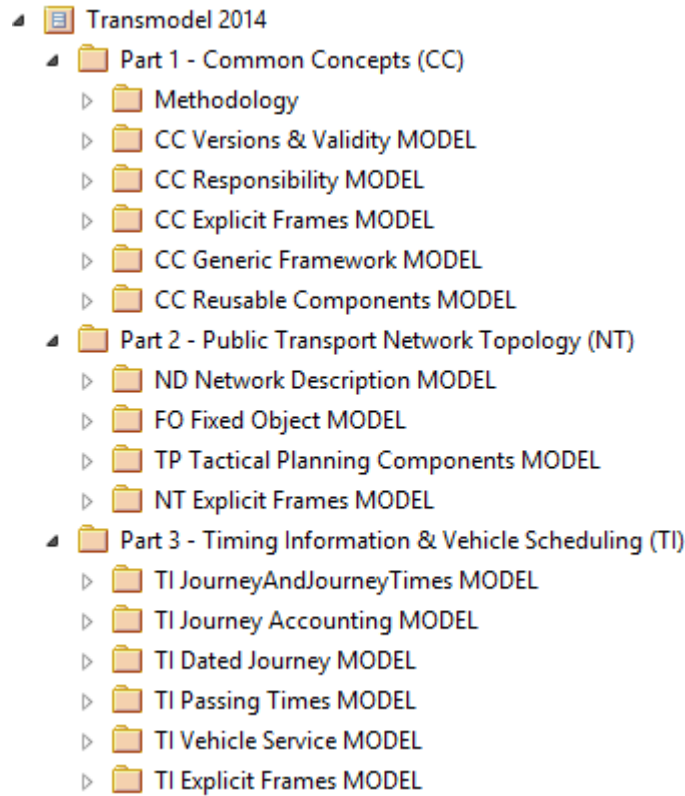 Transmodel 2014
Part 1 - Common Concepts (CC)
Methodology
CC Versions & Validity MODEL
CC Responsibility MODEL
CC Explicit Frames MODEL
CC Generic Framework MODEL
CC Reusable Components MODEL
Part 2 - Public Transport Network Topology (NT)
ND Network Description MODEL
FO Fixed Object MODEL
TP Tactical Planning Components MODEL
NT Explicit Frames MODEL
Part 3 - Timing Information & Vehicle Scheduling (TI)
TI JourneyAndJourneyTimes MODEL
TI Journey Accounting MODEL
TI Dated Journey MODEL
TI Passing Times MODEL
TI Vehicle Service MODEL
TI Explicit Frames MODEL